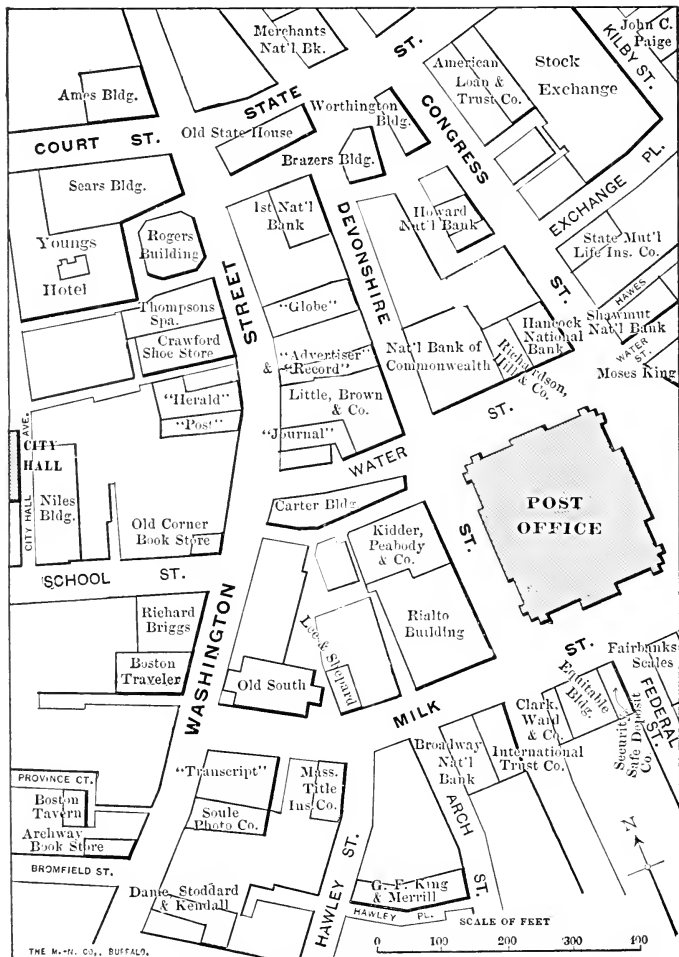 Merchants
Nat'l Bk.
ST.
John C.
Paige
KILBY ST.
American
Loan &
Trust Co.
Stock
Exchange
Ames Bldg.
STATE
Worthington
Bldg.
CONGRESS
COURT ST.
Old State House
Brazers Bldg.
EXCHANGE PL.
Sears Bldg.
1st Nat'l
Bank
DEVONSHIRE
Howard
Nat'l Bank
Youngs
Hotel
Rogers
Building
State Mut'l
Life Ins. Co.
STREET
ST.
HAWES
Thompsons
Spa.
"Globe"
Hancock
National
Bank
Shawmut
Nat'l Bank
Crawford
Shoe Store
"Advertiser"
& "Record"
Nat'l Bank of
Commonwealth
Richardson,
Hill & Co.
WATER
ST.
Moses King
"Herald"
Little, Brown
& Co.
ST.
"Post"
"Journal"
WATER
CITY
HALL
CITY HALL AVE.
Niles
Bldg.
Carter Bldg.
ST.
POST
OFFICE
Old Corner
Book Store
Kidder,
Peabody
& Co.
SCHOOL ST.
WASHINGTON
Richard
Briggs
Lee & Shepard
Rialto
Building
ST.
Fairbanks
Scales
Boston
Traveler
Old South
Equitable
Bldg.
FEDERAL
ST.
MILK
Clark,
Ward
& Co.
Security
Safe Deposit
Co.
Broadway
Nat'l
Bank
International
Trust Co.
PROVINCE CT.
"Transcript"
Mass.
Title
Ins. Co.
ARCH
ST.
Boston
Tavern
Soule
Photo Co.
N
Archway
Book Store
HAWLEY ST.
BROMFIELD ST.
Dame, Stoddard
& Kendall
G. F. King
& Merrill
HAWLEY PL.
SCALE OF FEET
0 100 200 300 400
THE M.-N. CO., BUFFALO.